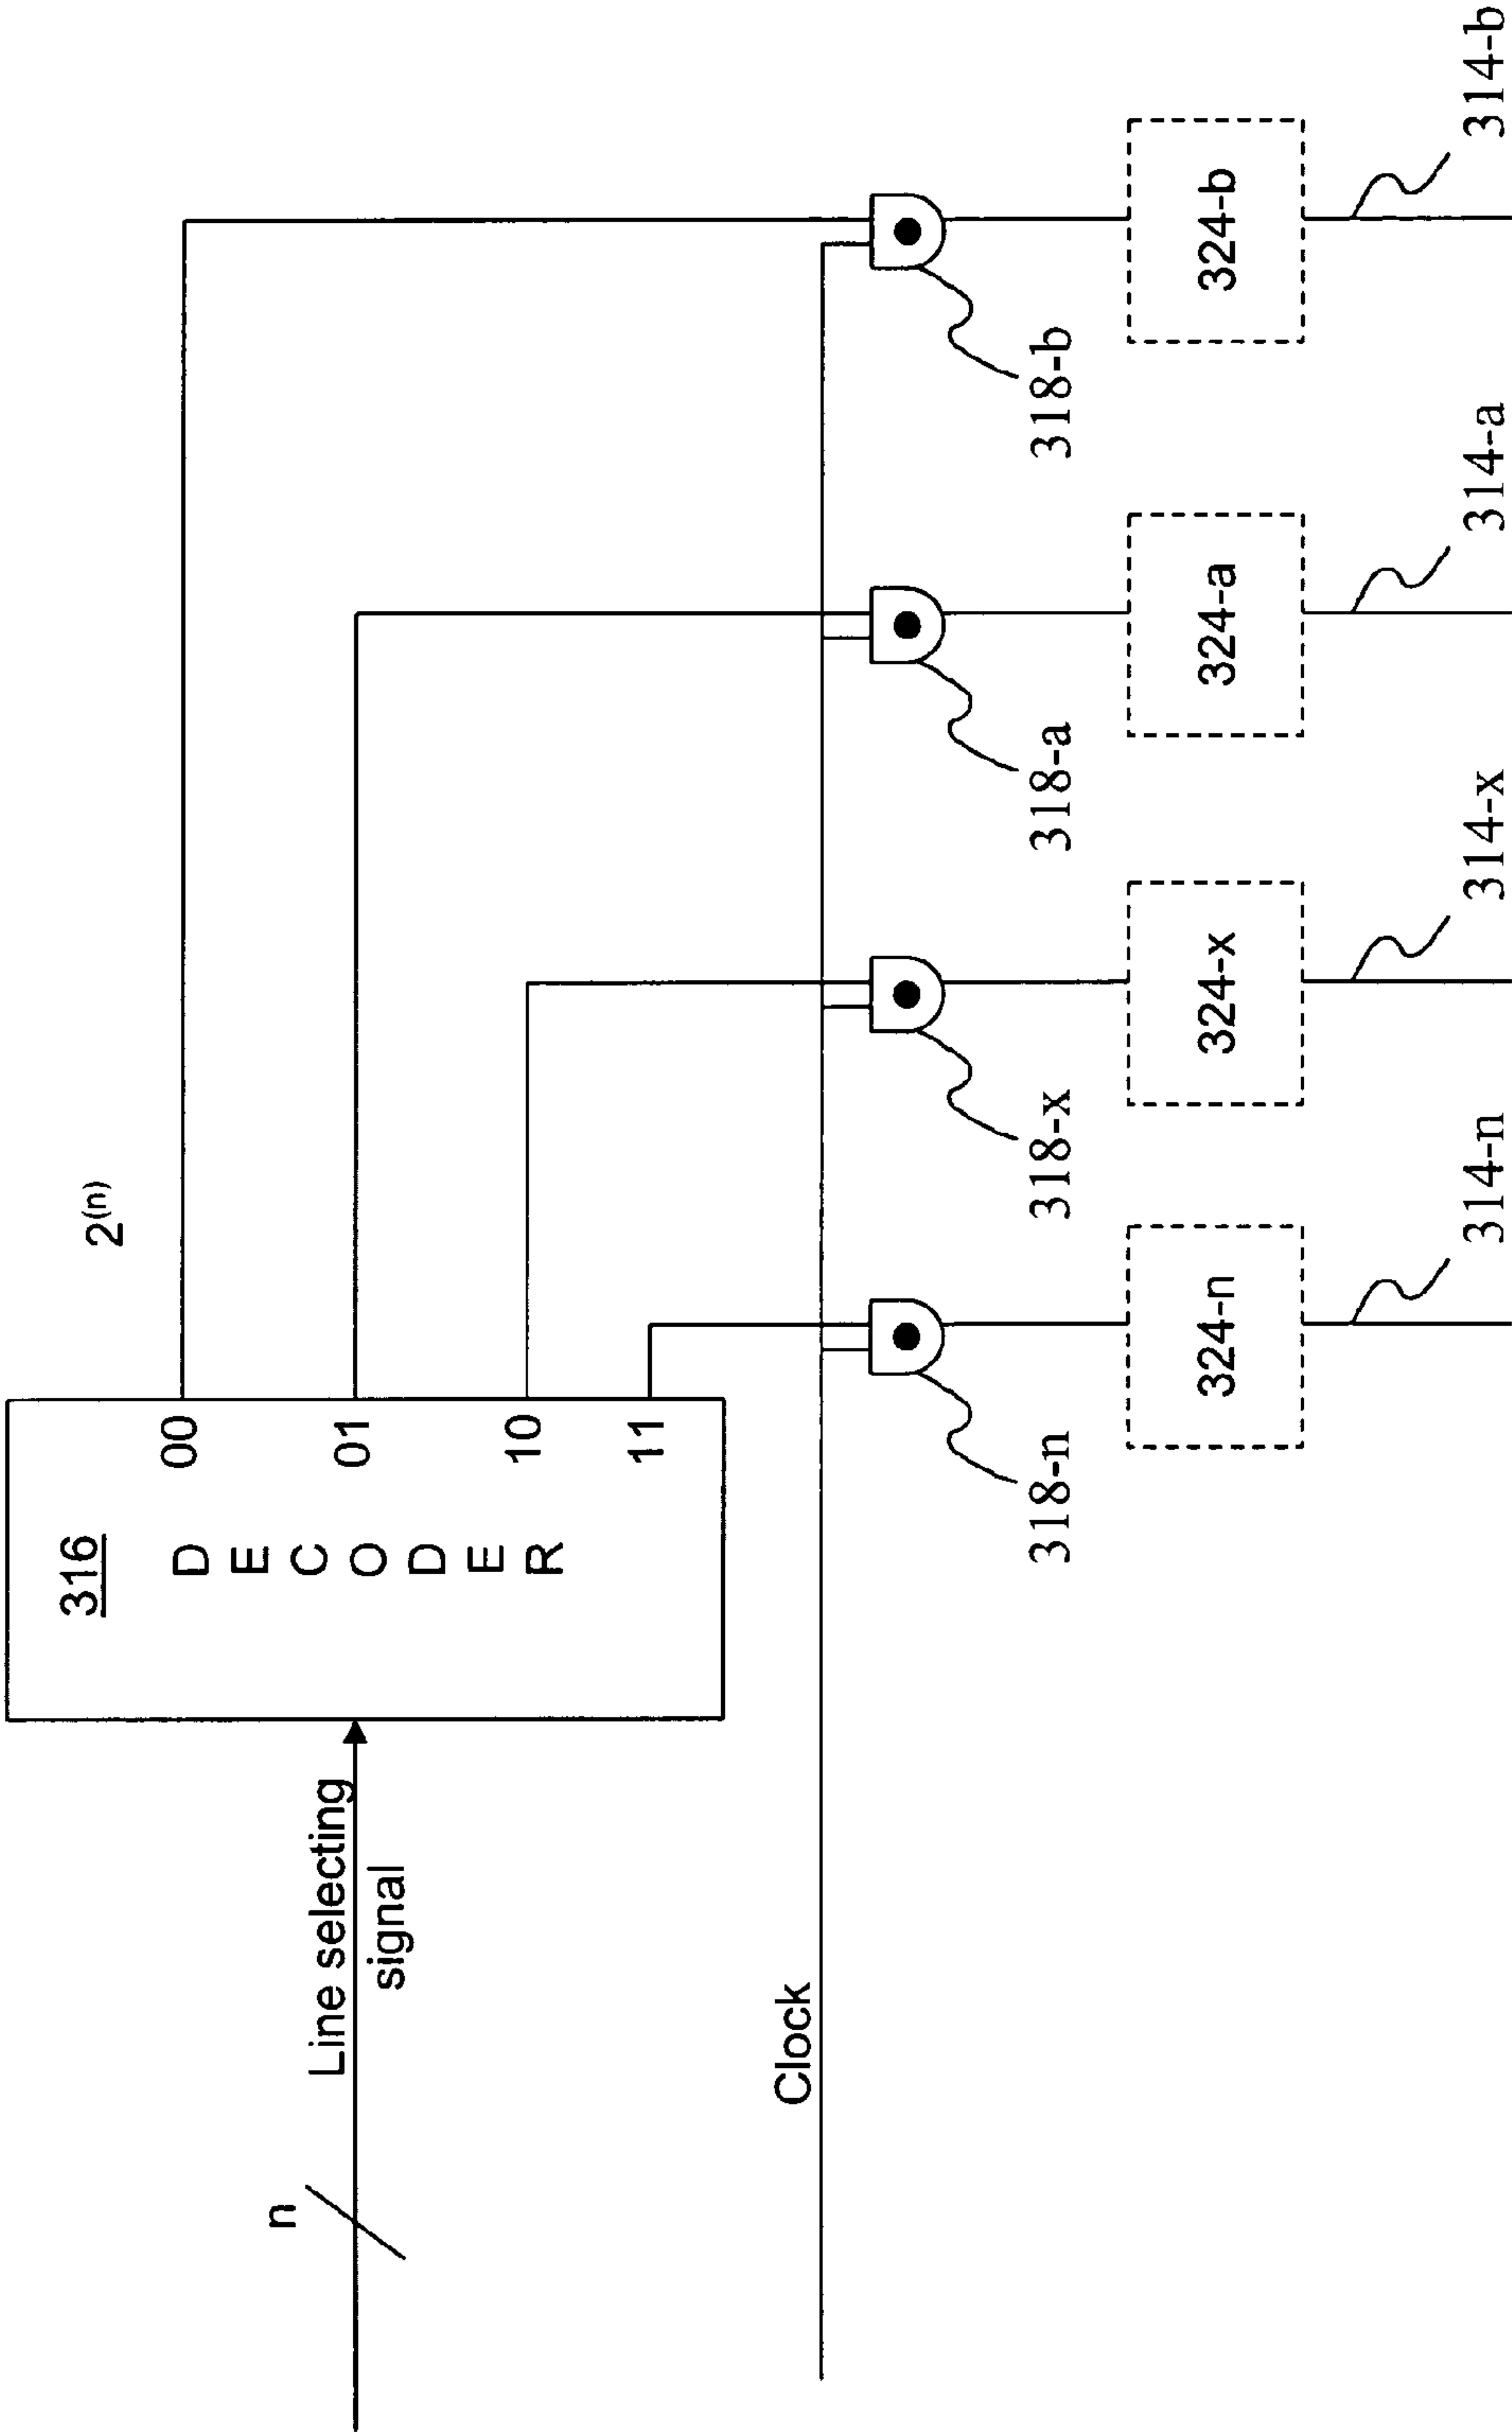 2(n)
316
DECODER
00
01
10
11
n
Line selecting
signal
Clock
318-n
318-x
318-a
318-b
324-n
324-x
324-a
324-b
314-n
314-x
314-a
314-b